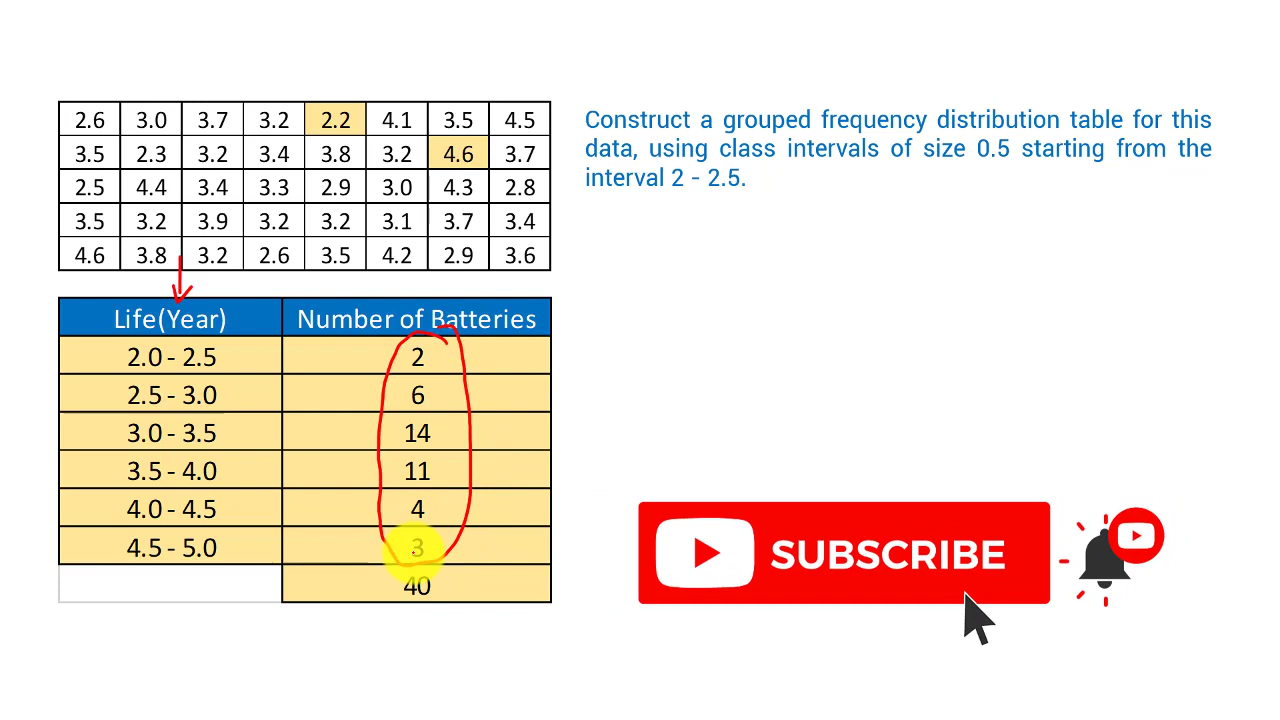 2.6 3.0 3.7 3.2 2.2 4.1 3.5 4.5
3.5 2.3 3.2 3.4 3.8 3.2 4.6 3.7
2.5 4.4 3.4 3.3 2.9 3.0 4.3 2.8
3.5 3.2 3.9 3.2 3.2 3.1 3.7 3.4
4.6 3.8 3.2 2.6 3.5 4.2 2.9 3.6
Construct a grouped frequency distribution table for this
data, using class intervals of size 0.5 starting from the
interval 2 - 2.5.
Life(Year) Number of Batteries
2.0 - 2.5 2
2.5 - 3.0 6
3.0 - 3.5 14
3.5 - 4.0 11
4.0 - 4.5 4
4.5 - 5.0 3
40
SUBSCRIBE